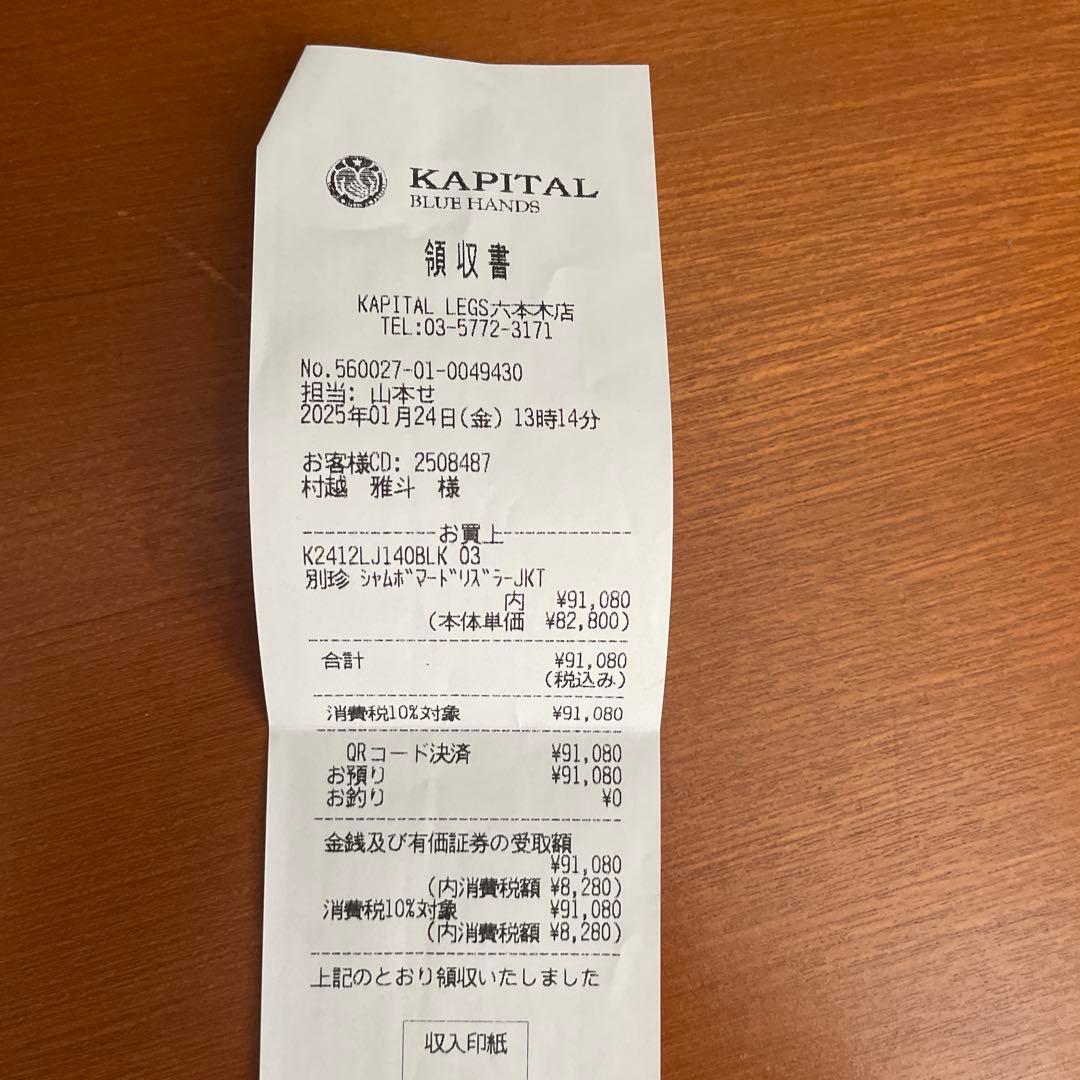 KAPITAL
BLUE HANDS
領収書
KAPITAL LEGS六本木店
TEL:03-5772-3171
No.560027-01-0049430
担当: 山本せ
2025年01月24日(金) 13時14分
お客様CD: 2508487
村越 雅斗 様
お買上
K2412LJ140BLK 03
別珍 ｼｬﾑﾎﾞﾏｰﾄﾞﾘｽﾞﾗｰJKT
内 ¥91,080
(本体単価 ¥82,800)
合計 ¥91,080
(税込み)
消費税10%対象 ¥91,080
QRコード決済 ¥91,080
お預り ¥91,080
お釣り ¥0
金銭及び有価証券の受取額
¥91,080
(内消費税額 ¥8,280)
消費税10%対象 ¥91,080
(内消費税額 ¥8,280)
上記のとおり領収いたしました
収入印紙